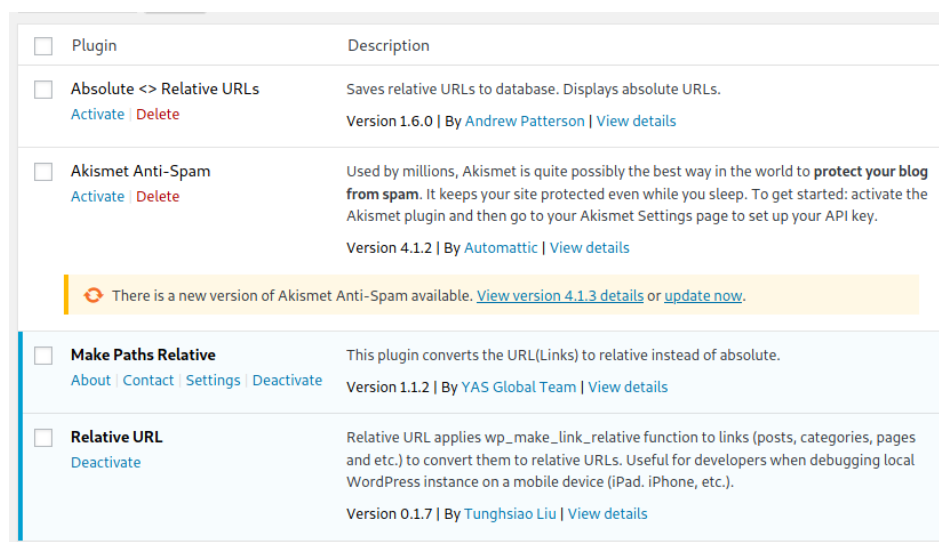 Plugin Description
Absolute <> Relative URLs
Activate | Delete
Saves relative URLs to database. Displays absolute URLs.
Version 1.6.0 | By Andrew Patterson | View details
Akismet Anti-Spam
Activate | Delete
Used by millions, Akismet is quite possibly the best way in the world to protect your blog
from spam. It keeps your site protected even while you sleep. To get started: activate the
Akismet plugin and then go to your Akismet Settings page to set up your API key.
Version 4.1.2 | By Automattic | View details
There is a new version of Akismet Anti-Spam available. View version 4.1.3 details or update now.
Make Paths Relative
About | Contact | Settings | Deactivate
This plugin converts the URL(Links) to relative instead of absolute.
Version 1.1.2 | By YAS Global Team | View details
Relative URL
Deactivate
Relative URL applies wp_make_link_relative function to links (posts, categories, pages
and etc.) to convert them to relative URLs. Useful for developers when debugging local
WordPress instance on a mobile device (iPad. iPhone, etc.).
Version 0.1.7 | By Tunghsiao Liu | View details